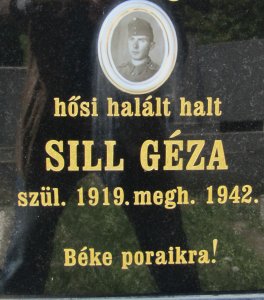 hősi halált halt
SILL GÉZA
szül. 1919. megh. 1942.
Béke poraikra!